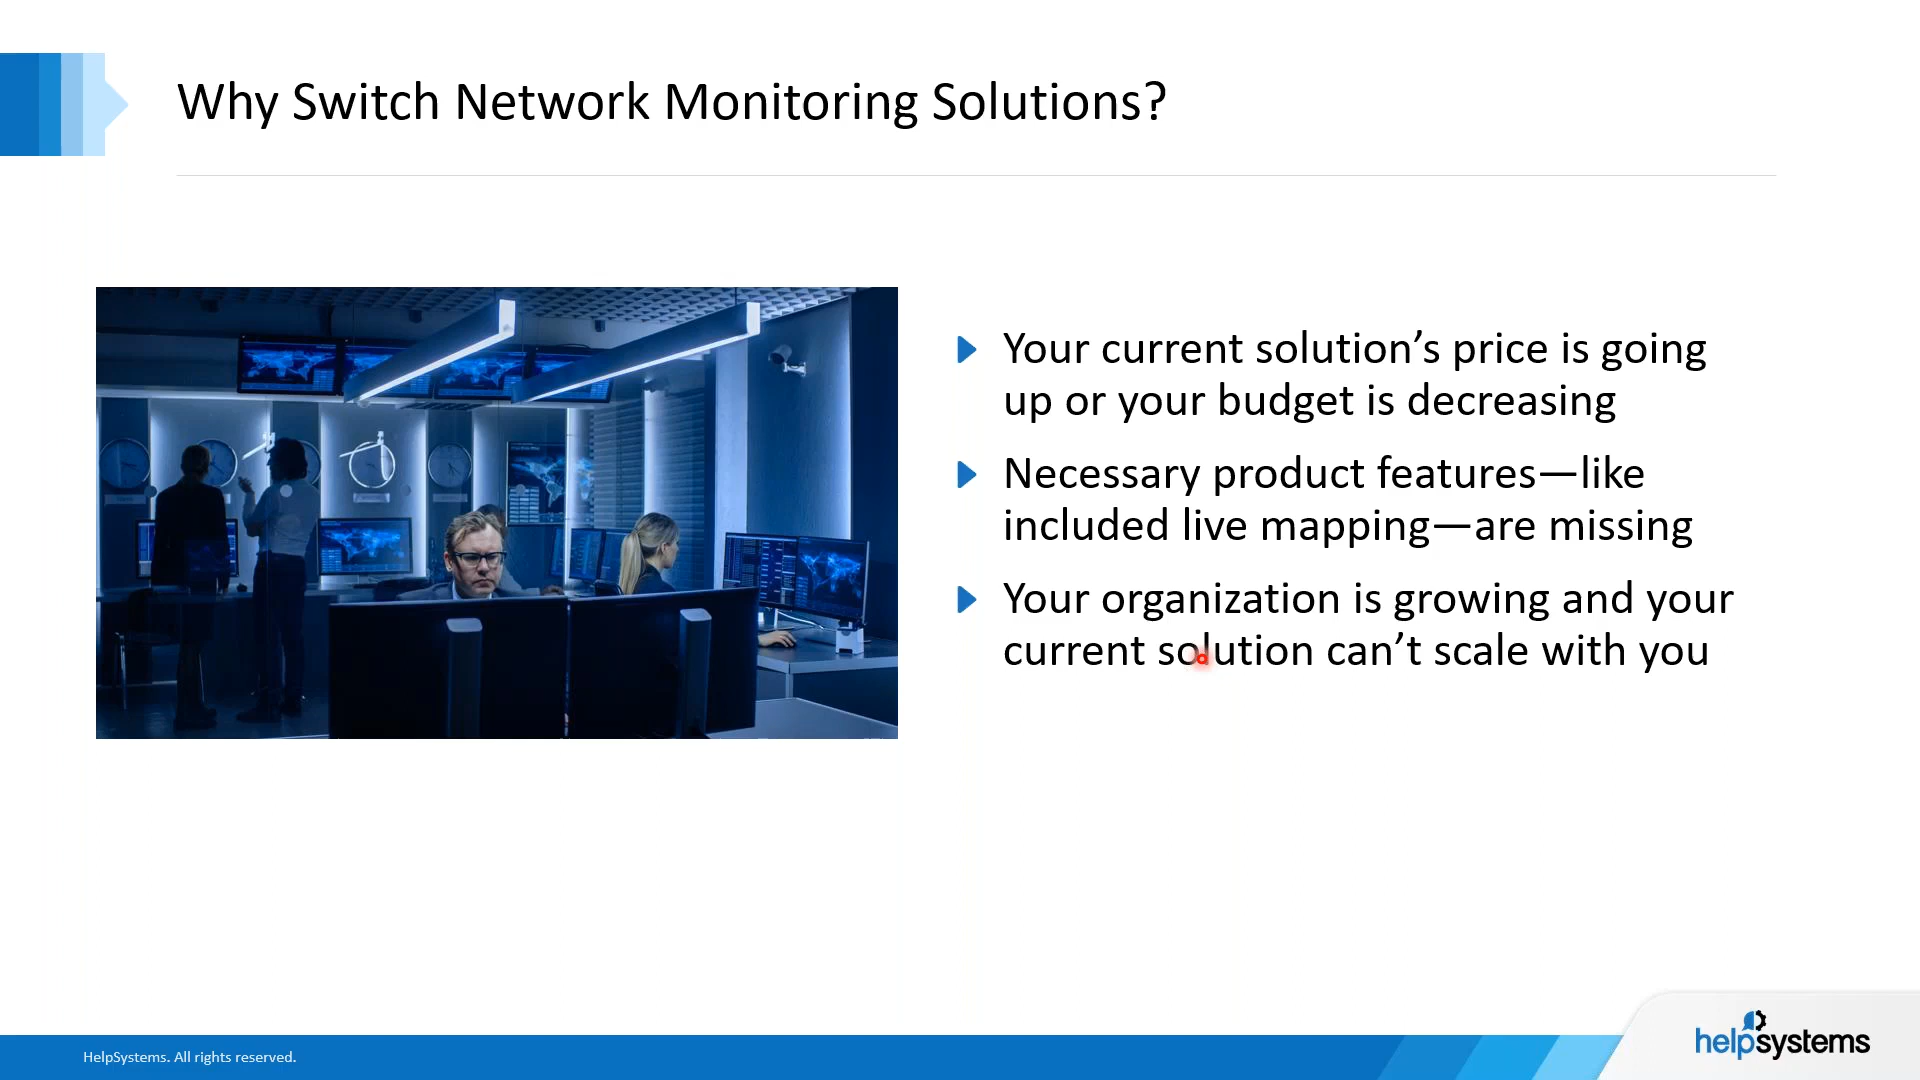 Why Switch Network Monitoring Solutions?
Your current solution’s price is going
up or your budget is decreasing
Necessary product features—like
included live mapping—are missing
Your organization is growing and your
current solution can’t scale with you
HelpSystems. All rights reserved.
helpsystems